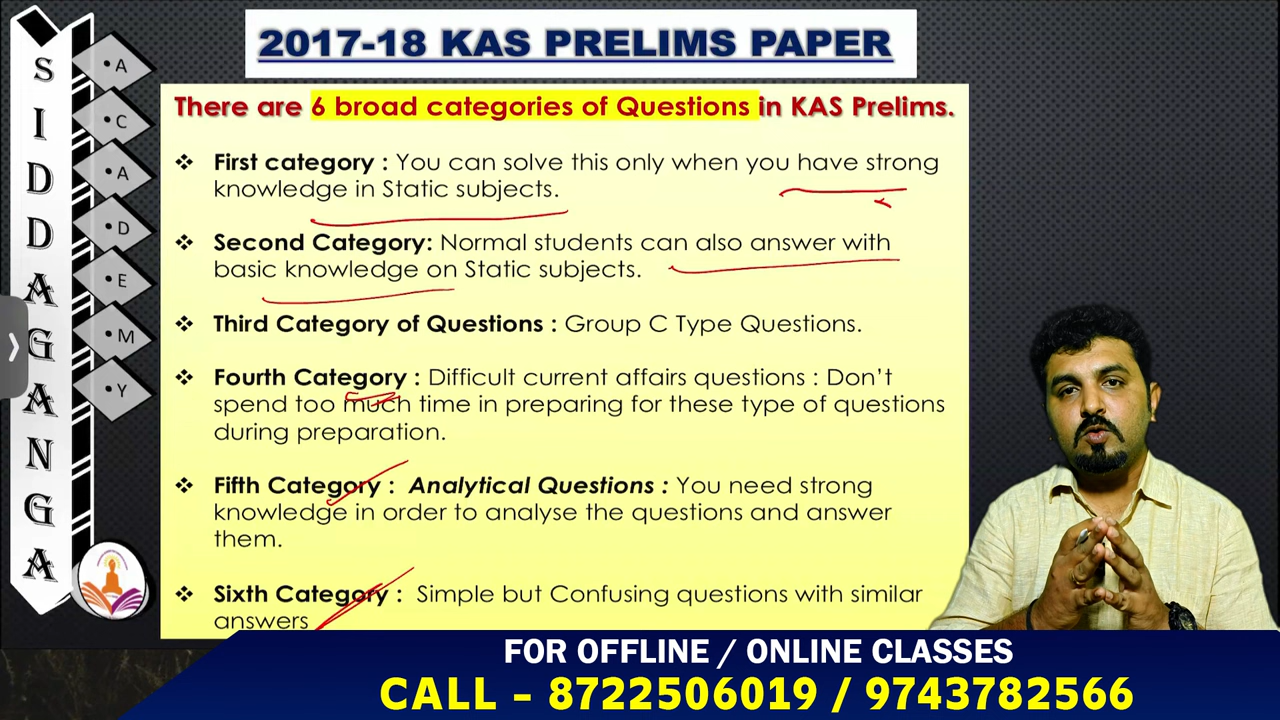 2017-18 KAS PRELIMS PAPER
There are 6 broad categories of Questions in KAS Prelims.
❖ First category : You can solve this only when you have strong
knowledge in Static subjects.
❖ Second Category: Normal students can also answer with
basic knowledge on Static subjects.
❖ Third Category of Questions : Group C Type Questions.
❖ Fourth Category : Difficult current affairs questions : Don’t
spend too much time in preparing for these type of questions
during preparation.
❖ Fifth Category : Analytical Questions : You need strong
knowledge in order to analyse the questions and answer
them.
❖ Sixth Category : Simple but Confusing questions with similar
answers
SIDDAGANGA
• A
• C
• A
• D
• E
• M
• Y
FOR OFFLINE / ONLINE CLASSES
CALL - 8722506019 / 9743782566